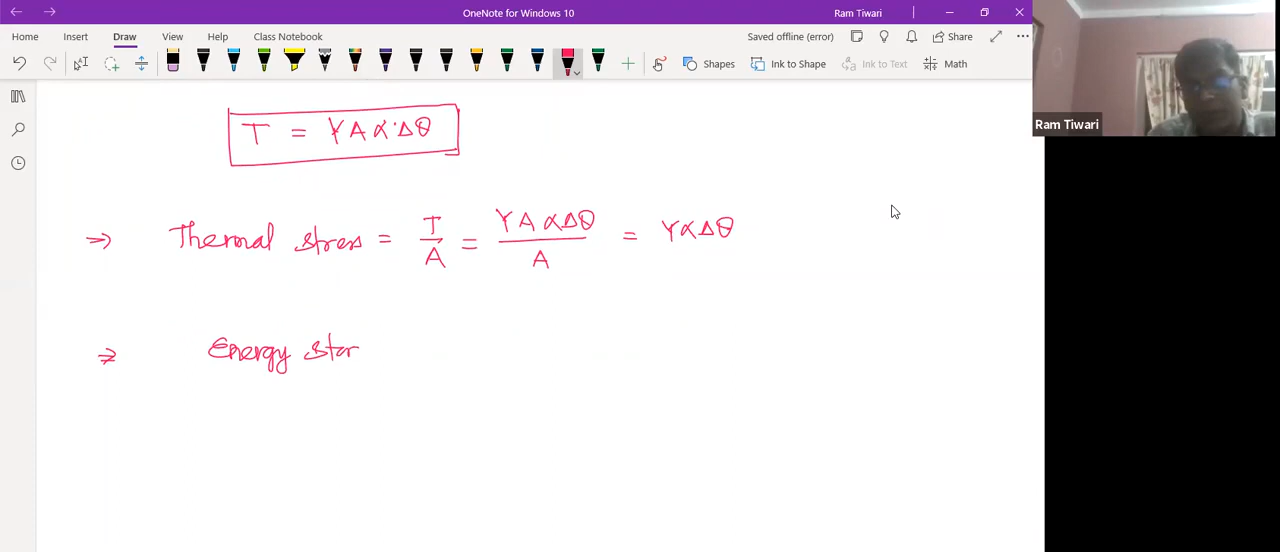 OneNote for Windows 10
Ram Tiwari
Home Insert Draw View Help Class Notebook
Saved offline (error)
Share
Shapes
Ink to Shape
Ink to Text
Math
Ram Tiwari
T = YAα·Δθ
⇒ Thermal stress = T/A = YAαΔθ/A = YαΔθ
⇒ Energy stor